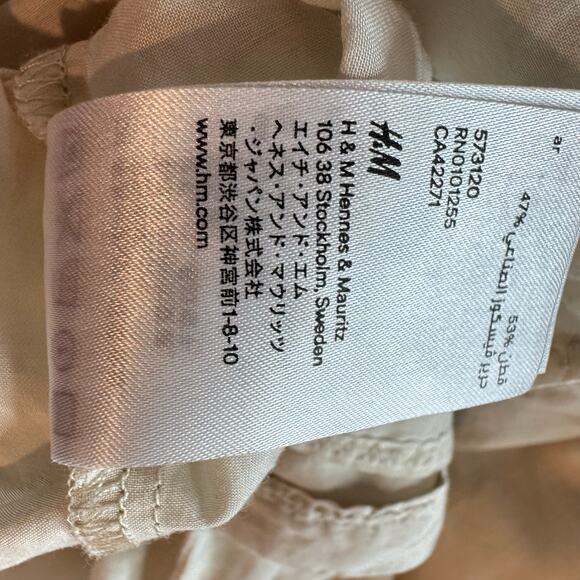 ar
47%
حرير فيسكوز الصناعي
53% قطن
573120
RN0101255
CA42271
H&M
H & M Hennes & Mauritz
106 38 Stockholm, Sweden
エイチ・アンド・エム
ヘネス・アンド・マウリッツ
・ジャパン株式会社
東京都渋谷区神宮前1-8-10
www.hm.com